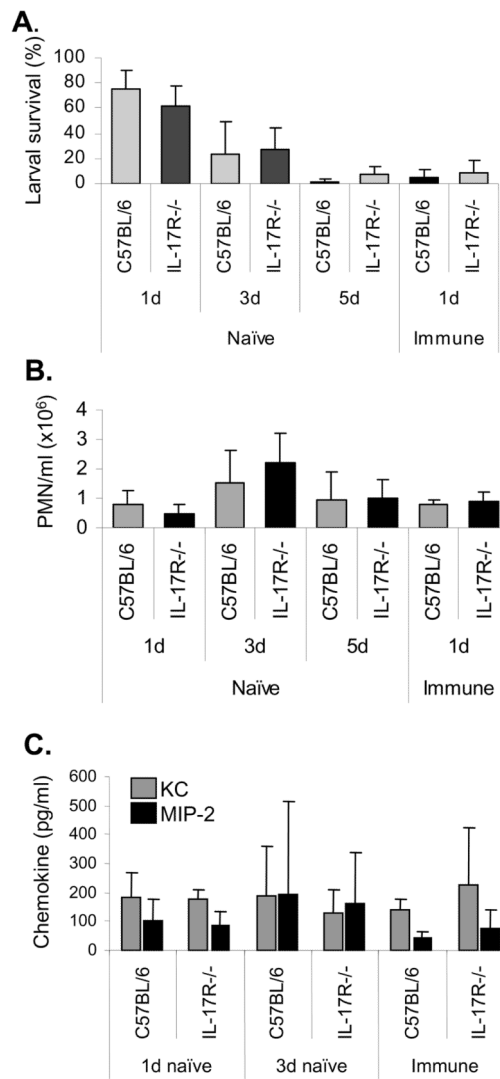 A.
Larval survival (%)
100
80
60
40
20
0
C57BL/6
IL-17R-/-
C57BL/6
IL-17R-/-
C57BL/6
IL-17R-/-
C57BL/6
IL-17R-/-
1d
3d
5d
1d
Naïve
Immune
B.
PMN/ml (x10⁶)
4
3
2
1
0
C57BL/6
IL-17R-/-
C57BL/6
IL-17R-/-
C57BL/6
IL-17R-/-
C57BL/6
IL-17R-/-
1d
3d
5d
1d
Naïve
Immune
C.
Chemokine (pg/ml)
600
500
400
300
200
100
0
KC
MIP-2
C57BL/6
IL-17R-/-
C57BL/6
IL-17R-/-
C57BL/6
IL-17R-/-
1d naïve
3d naïve
Immune